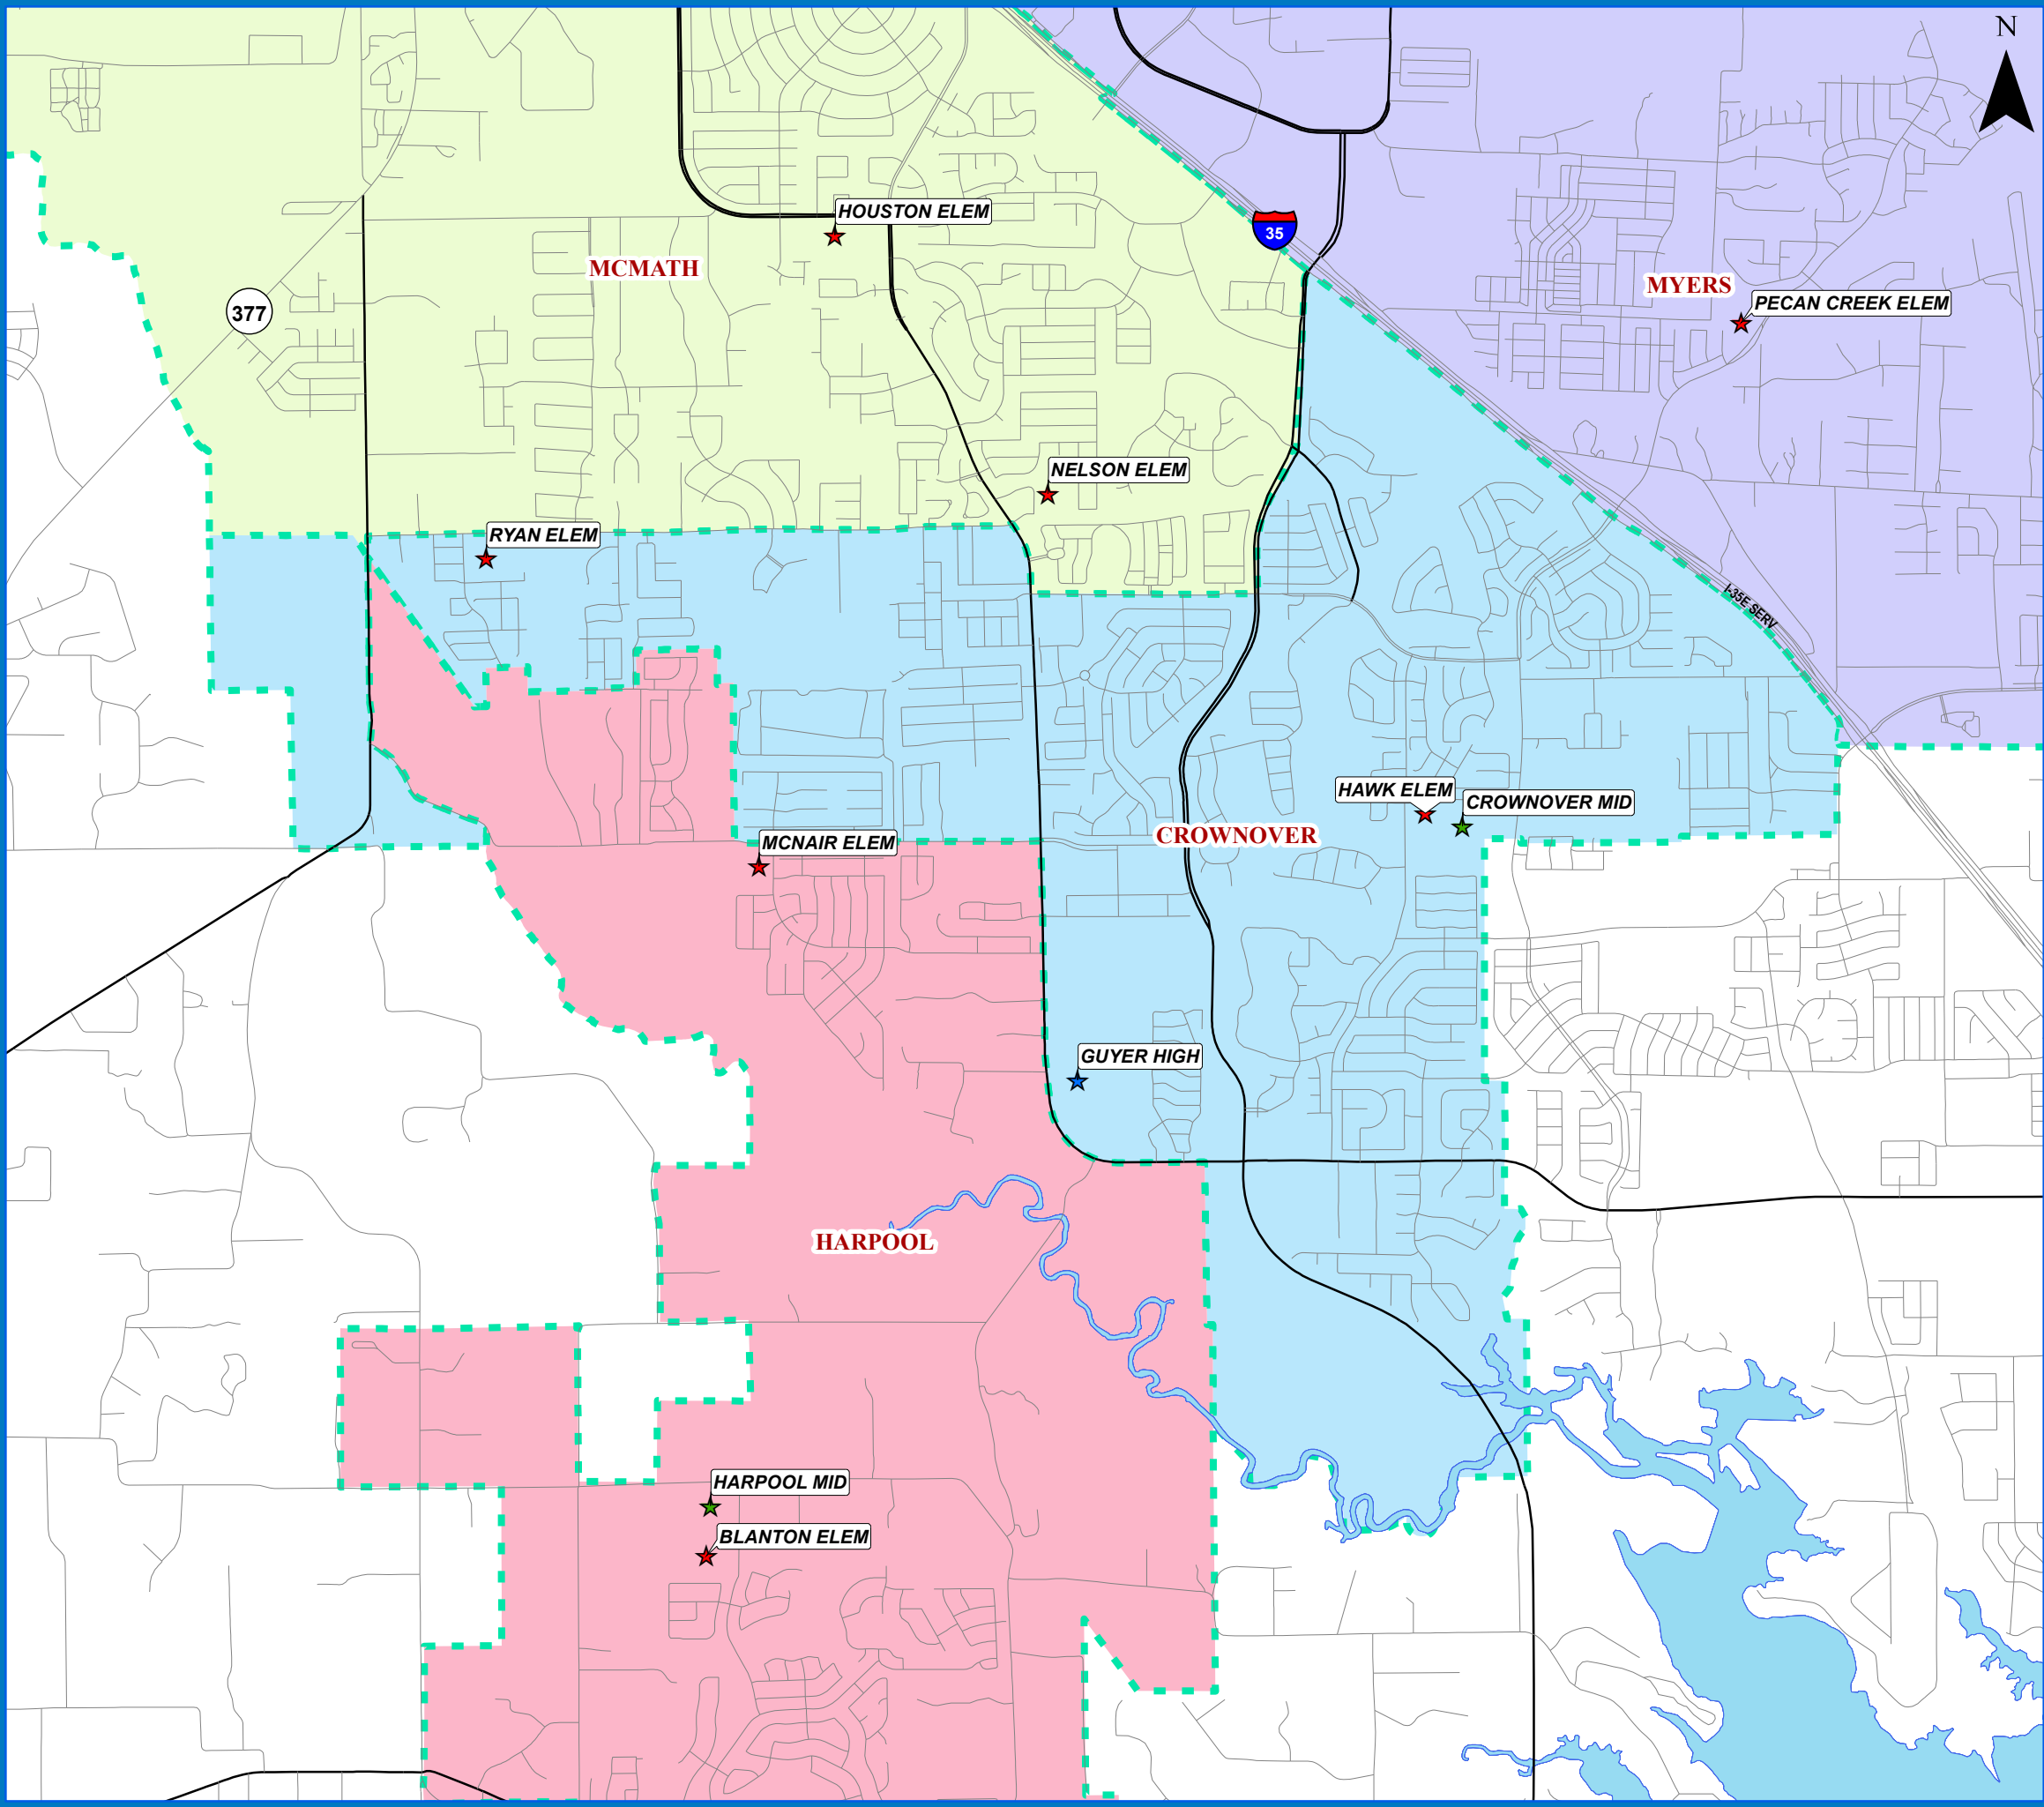 N
HOUSTON ELEM
35
MCMATH
MYERS
PECAN CREEK ELEM
377
NELSON ELEM
RYAN ELEM
I-35E SERV
HAWK ELEM
CROWNOVER MID
CROWNOVER
MCNAIR ELEM
GUYER HIGH
HARPOOL
HARPOOL MID
BLANTON ELEM